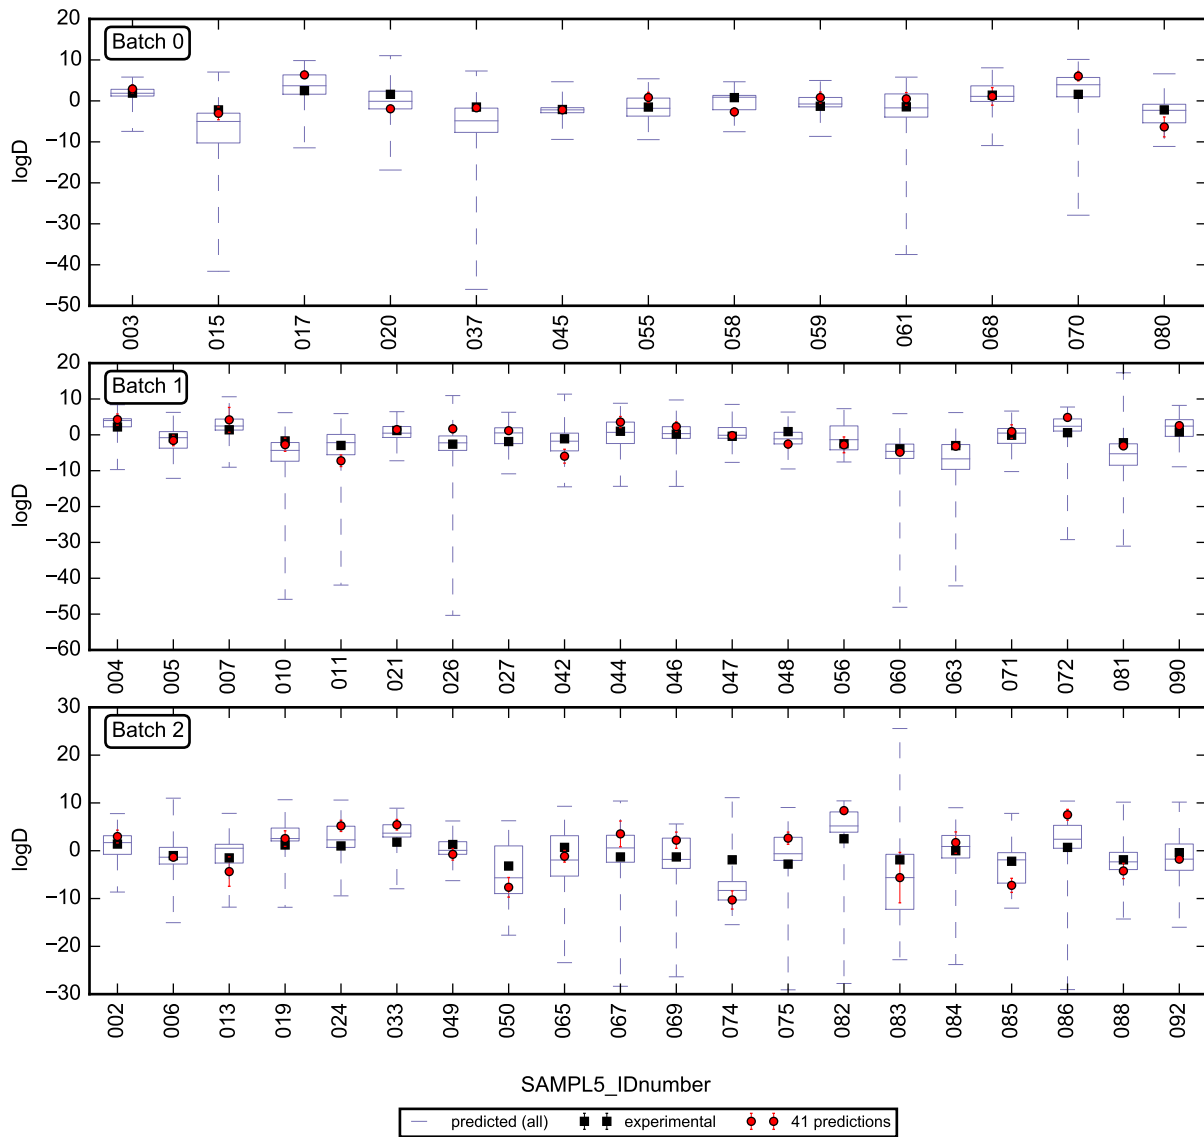 Batch 0
20
10
0
−10
−20
−30
−40
−50
logD
003 015 017 020 037 045 055 058 059 061 068 070 080
Batch 1
20
10
0
−10
−20
−30
−40
−50
−60
logD
004 005 007 010 011 021 026 027 042 044 046 047 048 056 060 063 071 072 081 090
Batch 2
30
20
10
0
−10
−20
−30
logD
002 006 013 019 024 033 049 050 065 067 069 074 075 082 083 084 085 086 088 092
SAMPL5_IDnumber
predicted (all) experimental 41 predictions